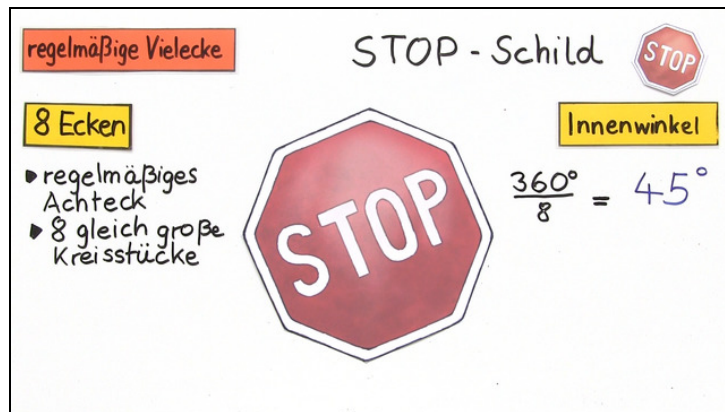 regelmäßige Vielecke
STOP - Schild
STOP
8 Ecken
Innenwinkel
▸ regelmäßiges
Achteck
▸ 8 gleich große
Kreisstücke
STOP
360°
8
= 45°